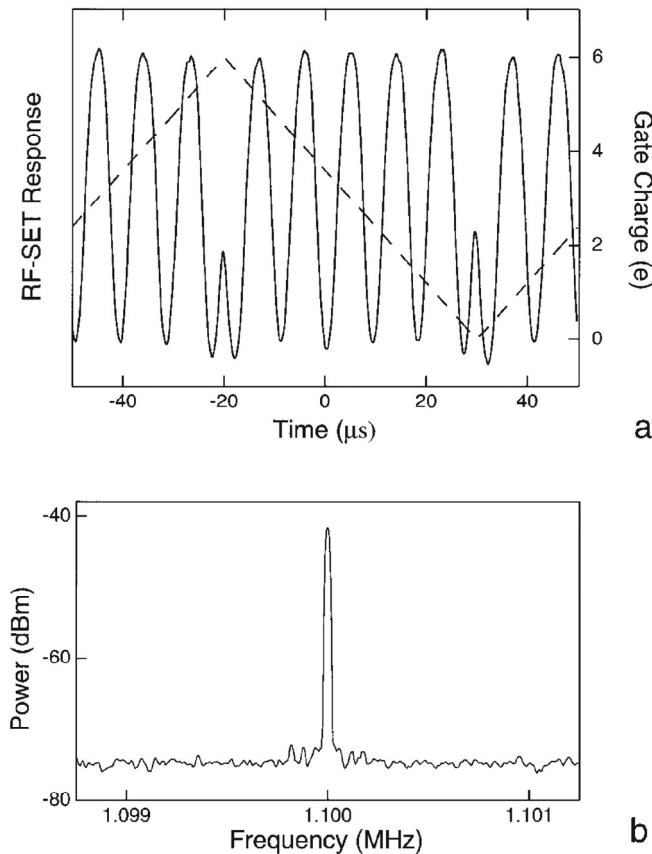 RF-SET Response
6
4
2
0
Gate Charge (e)
-40
-20
0
20
40
Time (μs)
a
-40
-60
-80
Power (dBm)
1.099
1.100
1.101
Frequency (MHz)
b